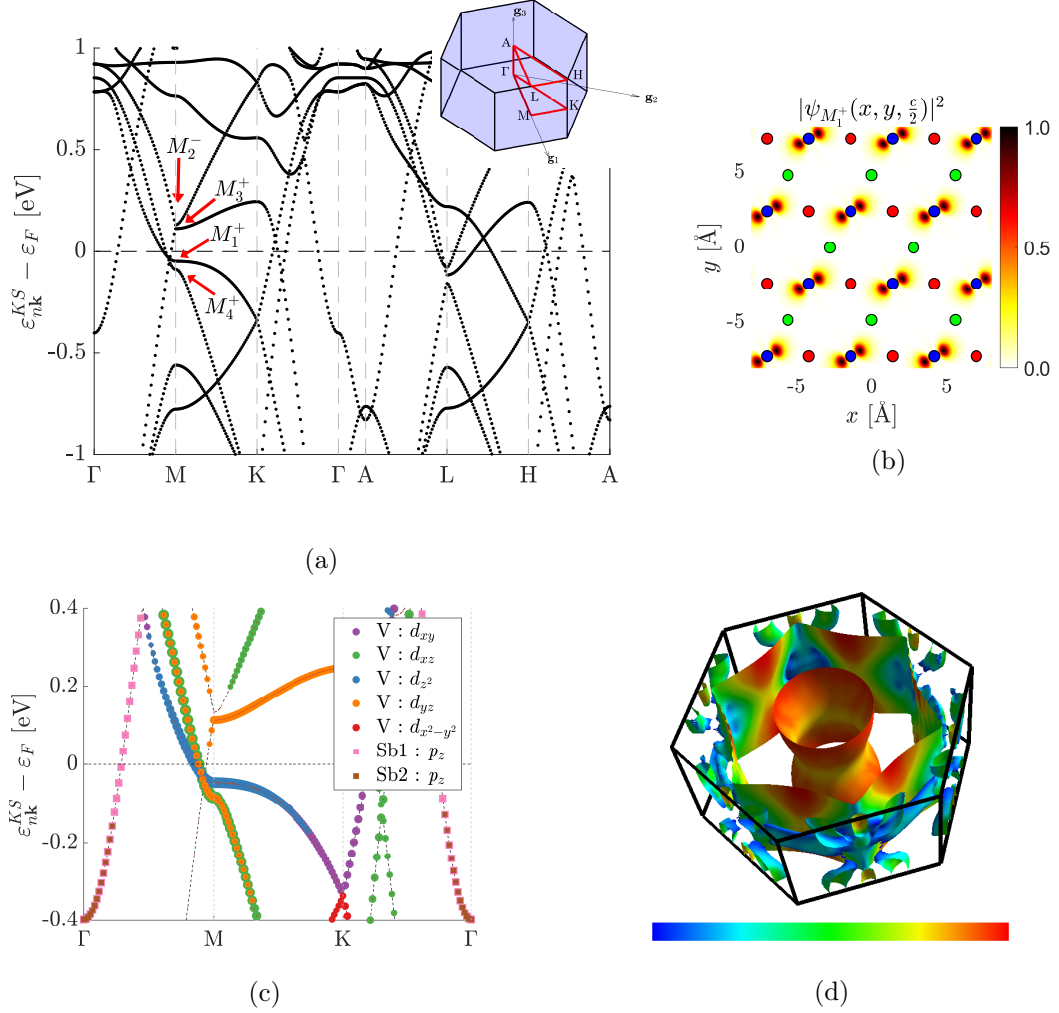 1
0.5
0
-0.5
-1
ε_{nk}^{KS} − ε_F [eV]
M_2^-
M_3^+
M_1^+
M_4^+
Γ M K Γ A L H A
g_3
A
Γ
H
g_2
L
M
K
g_1
(a)
|ψ_{M_1^+}(x, y, c/2)|^2
5
0
-5
y [Å]
-5 0 5
x [Å]
1.0
0.5
0.0
(b)
0.4
0.2
0
-0.2
-0.4
ε_{nk}^{KS} − ε_F [eV]
Γ M K Γ
V : d_{xy}
V : d_{xz}
V : d_{z^2}
V : d_{yz}
V : d_{x^2−y^2}
Sb1 : p_z
Sb2 : p_z
(c)
(d)